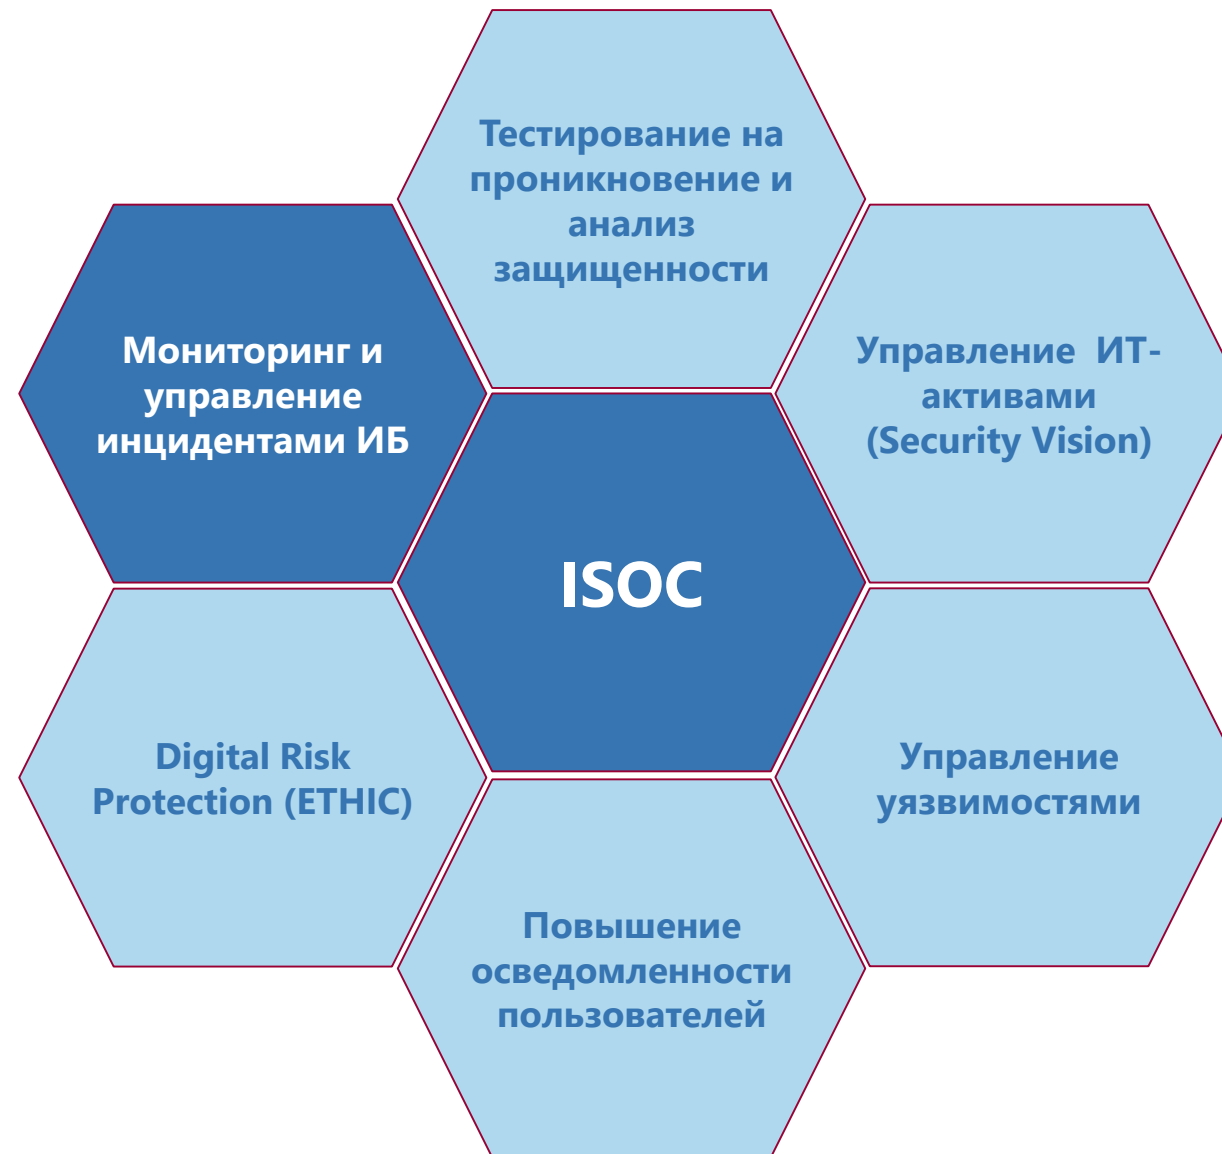 Тестирование на
проникновение и
анализ
защищенности
Мониторинг и
управление
инцидентами ИБ
Управление  ИТ-
активами
(Security Vision)
ISOC
Digital Risk
Protection (ETHIC)
Управление
уязвимостями
Повышение
осведомленности
пользователей